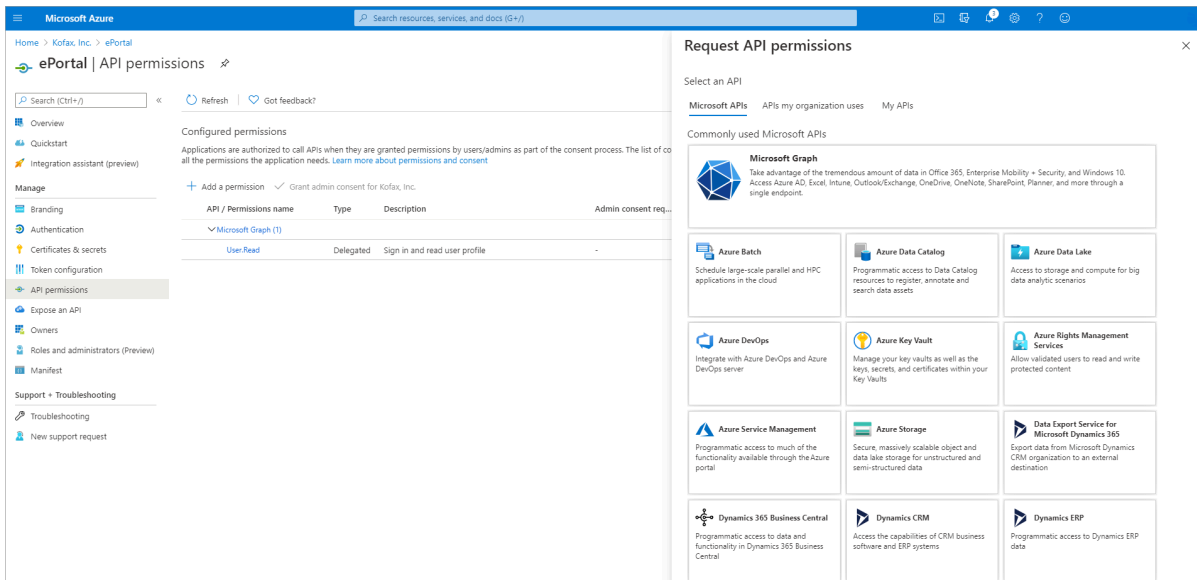 Microsoft Azure
Search resources, services, and docs (G+/)
3
Home > Kofax, Inc. > ePortal
ePortal | API permissions
Search (Ctrl+/)
«
Overview
Quickstart
Integration assistant (preview)
Manage
Branding
Authentication
Certificates & secrets
Token configuration
API permissions
Expose an API
Owners
Roles and administrators (Preview)
Manifest
Support + Troubleshooting
Troubleshooting
New support request
Refresh
Got feedback?
Configured permissions
Applications are authorized to call APIs when they are granted permissions by users/admins as part of the consent process. The list of co
all the permissions the application needs. Learn more about permissions and consent
Add a permission
Grant admin consent for Kofax, Inc.
API / Permissions name Type Description Admin consent req...
Microsoft Graph (1)
User.Read Delegated Sign in and read user profile -
Request API permissions
Select an API
Microsoft APIs APIs my organization uses My APIs
Commonly used Microsoft APIs
Microsoft Graph
Take advantage of the tremendous amount of data in Office 365, Enterprise Mobility + Security, and Windows 10.
Access Azure AD, Excel, Intune, Outlook/Exchange, OneDrive, OneNote, SharePoint, Planner, and more through a
single endpoint.
Azure Batch
Schedule large-scale parallel and HPC
applications in the cloud
Azure Data Catalog
Programmatic access to Data Catalog
resources to register, annotate and
search data assets
Azure Data Lake
Access to storage and compute for big
data analytic scenarios
Azure DevOps
Integrate with Azure DevOps and Azure
DevOps server
Azure Key Vault
Manage your key vaults as well as the
keys, secrets, and certificates within your
Key Vaults
Azure Rights Management
Services
Allow validated users to read and write
protected content
Azure Service Management
Programmatic access to much of the
functionality available through the Azure
portal
Azure Storage
Secure, massively scalable object and
data lake storage for unstructured and
semi-structured data
Data Export Service for
Microsoft Dynamics 365
Export data from Microsoft Dynamics
CRM organization to an external
destination
Dynamics 365 Business Central
Programmatic access to data and
functionality in Dynamics 365 Business
Central
Dynamics CRM
Access the capabilities of CRM business
software and ERP systems
Dynamics ERP
Programmatic access to Dynamics ERP
data